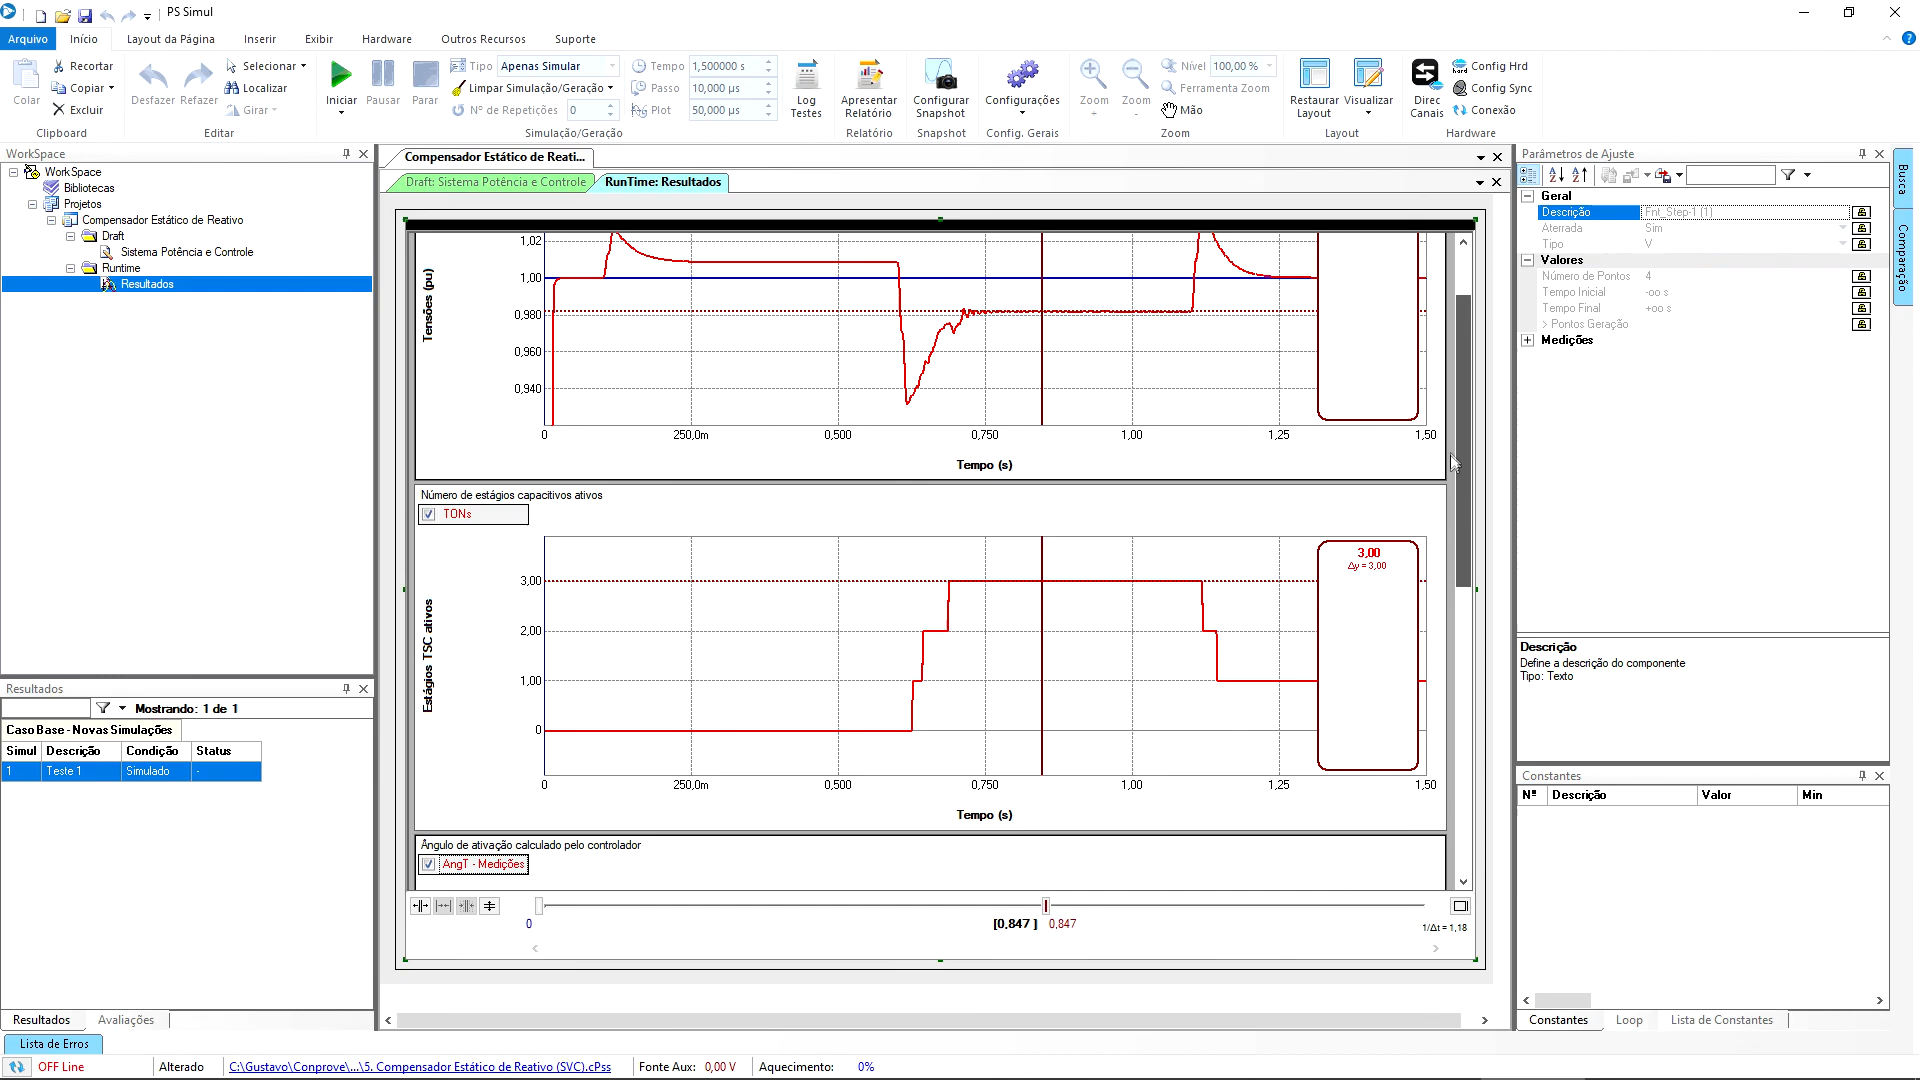 PS Simul
Arquivo Início Layout da Página Inserir Exibir Hardware Outros Recursos Suporte
Colar
Recortar
Copiar
Excluir
Clipboard
Desfazer Refazer
Selecionar
Localizar
Girar
Editar
Iniciar Pausar Parar
Tipo Apenas Simular
Limpar Simulação/Geração
Nº de Repetições 0
Tempo 1,500000 s
Passo 10,000 µs
Plot 50,000 µs
Simulação/Geração
Log Testes
Apresentar Relatório
Relatório
Configurar Snapshot
Snapshot
Configurações
Config. Gerais
Zoom +
Zoom -
Nível 100,00 %
Ferramenta Zoom
Mão
Zoom
Restaurar Layout
Visualizar
Layout
Direc Canais
Config Hrd
Config Sync
Conexão
Hardware
WorkSpace
WorkSpace
Bibliotecas
Projetos
Compensador Estático de Reativo
Draft
Sistema Potência e Controle
Runtime
Resultados
Resultados
Mostrando: 1 de 1
Caso Base - Novas Simulações
Simul Descrição Condição Status
1 Teste 1 Simulado -
Resultados Avaliações
Compensador Estático de Reati...
Draft: Sistema Potência e Controle RunTime: Resultados
Tensões (pu)
1,02
1,00
0,980
0,960
0,940
0 250,0m 0,500 0,750 1,00 1,25 1,50
Tempo (s)
Número de estágios capacitivos ativos
TONs
Estágios TSC ativos
3,00
2,00
1,00
0
3,00
Δy = 3,00
0 250,0m 0,500 0,750 1,00 1,25 1,50
Tempo (s)
Ângulo de ativação calculado pelo controlador
AngT - Medições
0 [0,847 ] 0,847 1/Δt = 1,18
Parâmetros de Ajuste
Geral
Descrição Fnt_Step-1 (1)
Aterrada Sim
Tipo V
Valores
Número de Pontos 4
Tempo Inicial -oo s
Tempo Final +oo s
> Pontos Geração
Medições
Descrição
Define a descrição do componente
Tipo: Texto
Constantes
Nº Descrição Valor Min
Constantes Loop Lista de Constantes
Busca
Comparação
Lista de Erros
OFF Line Alterado C:\Gustavo\Conprove\...\5. Compensador Estático de Reativo (SVC).cPss Fonte Aux: 0,00 V Aquecimento: 0%